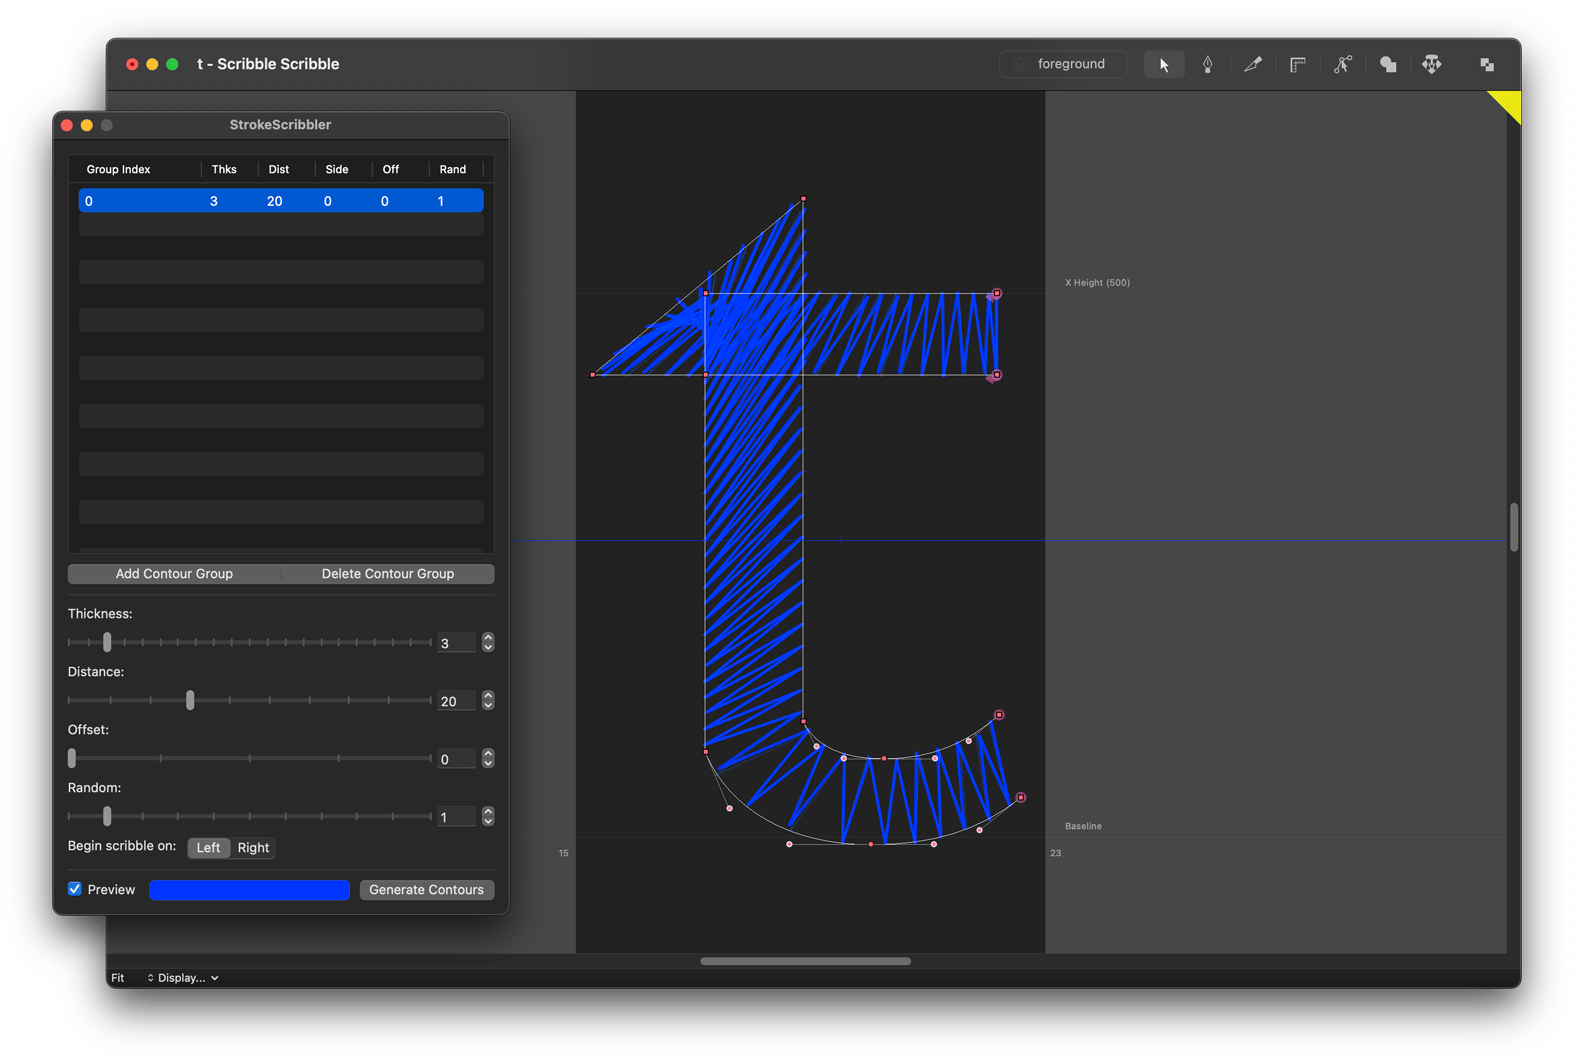 t - Scribble Scribble
foreground
StrokeScribbler
Group Index Thks Dist Side Off Rand
0 3 20 0 0 1
X Height (500)
Add Contour Group Delete Contour Group
Thickness:
3
Distance:
20
Offset:
0
Random:
1
Begin scribble on: Left Right
Baseline
15 23
Preview Generate Contours
Fit Display...